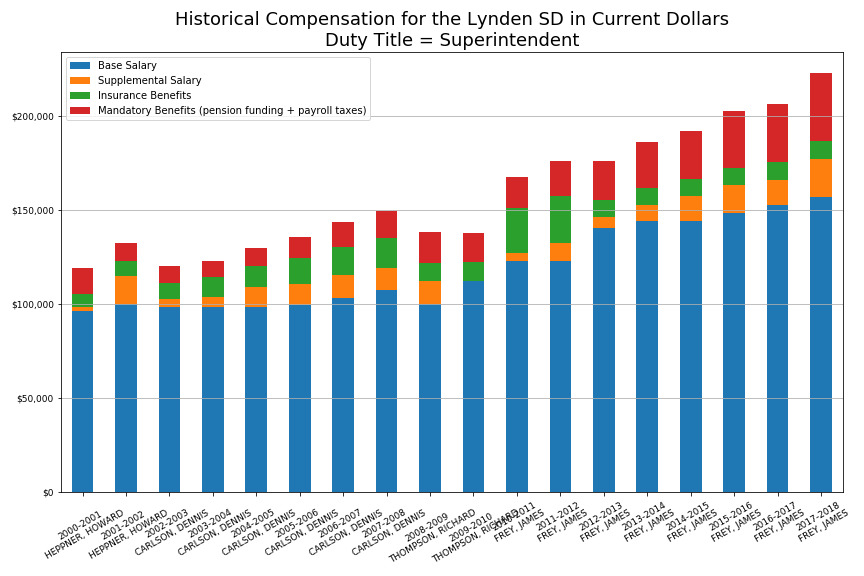 Historical Compensation for the Lynden SD in Current Dollars
Duty Title = Superintendent
Base Salary
Supplemental Salary
Insurance Benefits
Mandatory Benefits (pension funding + payroll taxes)
$200,000
$150,000
$100,000
$50,000
$0
2000-2001
HEPPNER, HOWARD
2001-2002
HEPPNER, HOWARD
2002-2003
CARLSON, DENNIS
2003-2004
CARLSON, DENNIS
2004-2005
CARLSON, DENNIS
2005-2006
CARLSON, DENNIS
2006-2007
CARLSON, DENNIS
2007-2008
CARLSON, DENNIS
2008-2009
THOMPSON, RICHARD
2009-2010
THOMPSON, RICHARD
2010-2011
FREY, JAMES
2011-2012
FREY, JAMES
2012-2013
FREY, JAMES
2013-2014
FREY, JAMES
2014-2015
FREY, JAMES
2015-2016
FREY, JAMES
2016-2017
FREY, JAMES
2017-2018
FREY, JAMES